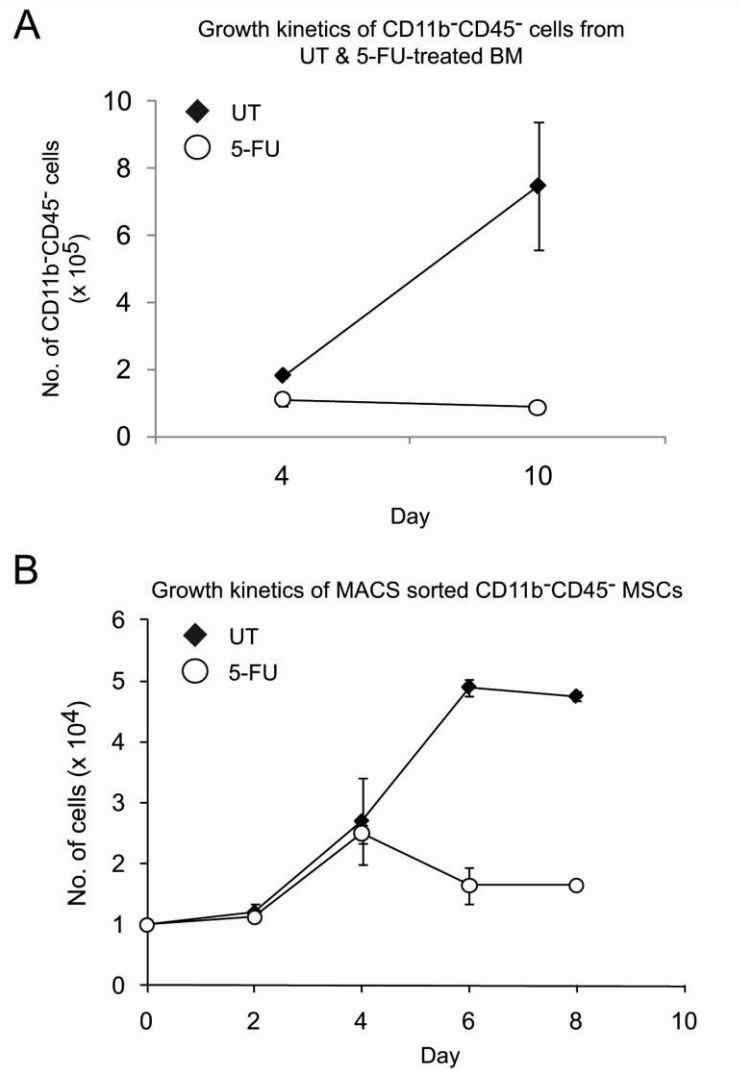 A
Growth kinetics of CD11b⁻CD45⁻ cells from
UT & 5-FU-treated BM
No. of CD11b⁻CD45⁻ cells
(x 10⁵)
10
8
6
4
2
0
UT
5-FU
4
10
Day
B
Growth kinetics of MACS sorted CD11b⁻CD45⁻ MSCs
No. of cells (x 10⁴)
6
5
4
3
2
1
0
UT
5-FU
0 2 4 6 8 10
Day